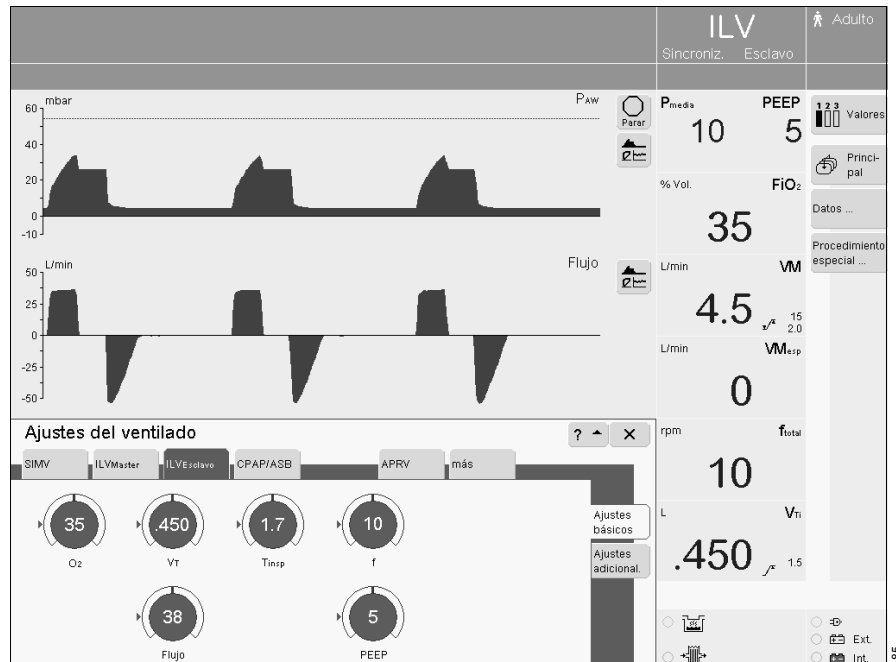 ILV
Sincroniz. Esclavo
Adulto
mbar
PAW
60
40
20
0
-10
Parar
L/min
Flujo
50
25
0
-25
-50
Pmedia PEEP
10 5
% Vol. FiO2
35
L/min VM
4.5
15
2.0
L/min VMesp
0
rpm ftotal
10
L VTi
.450
1.5
1 2 3
Valores
Princi-
pal
Datos ...
Procedimiento
especial ...
Ajustes del ventilado
?
SIMV ILVMaster ILVEsclavo CPAP/ASB APRV más
35 .450 1.7 10
O2 VT Tinsp f
38 5
Flujo PEEP
Ajustes
básicos
Ajustes
adicional.
Ext.
Int.